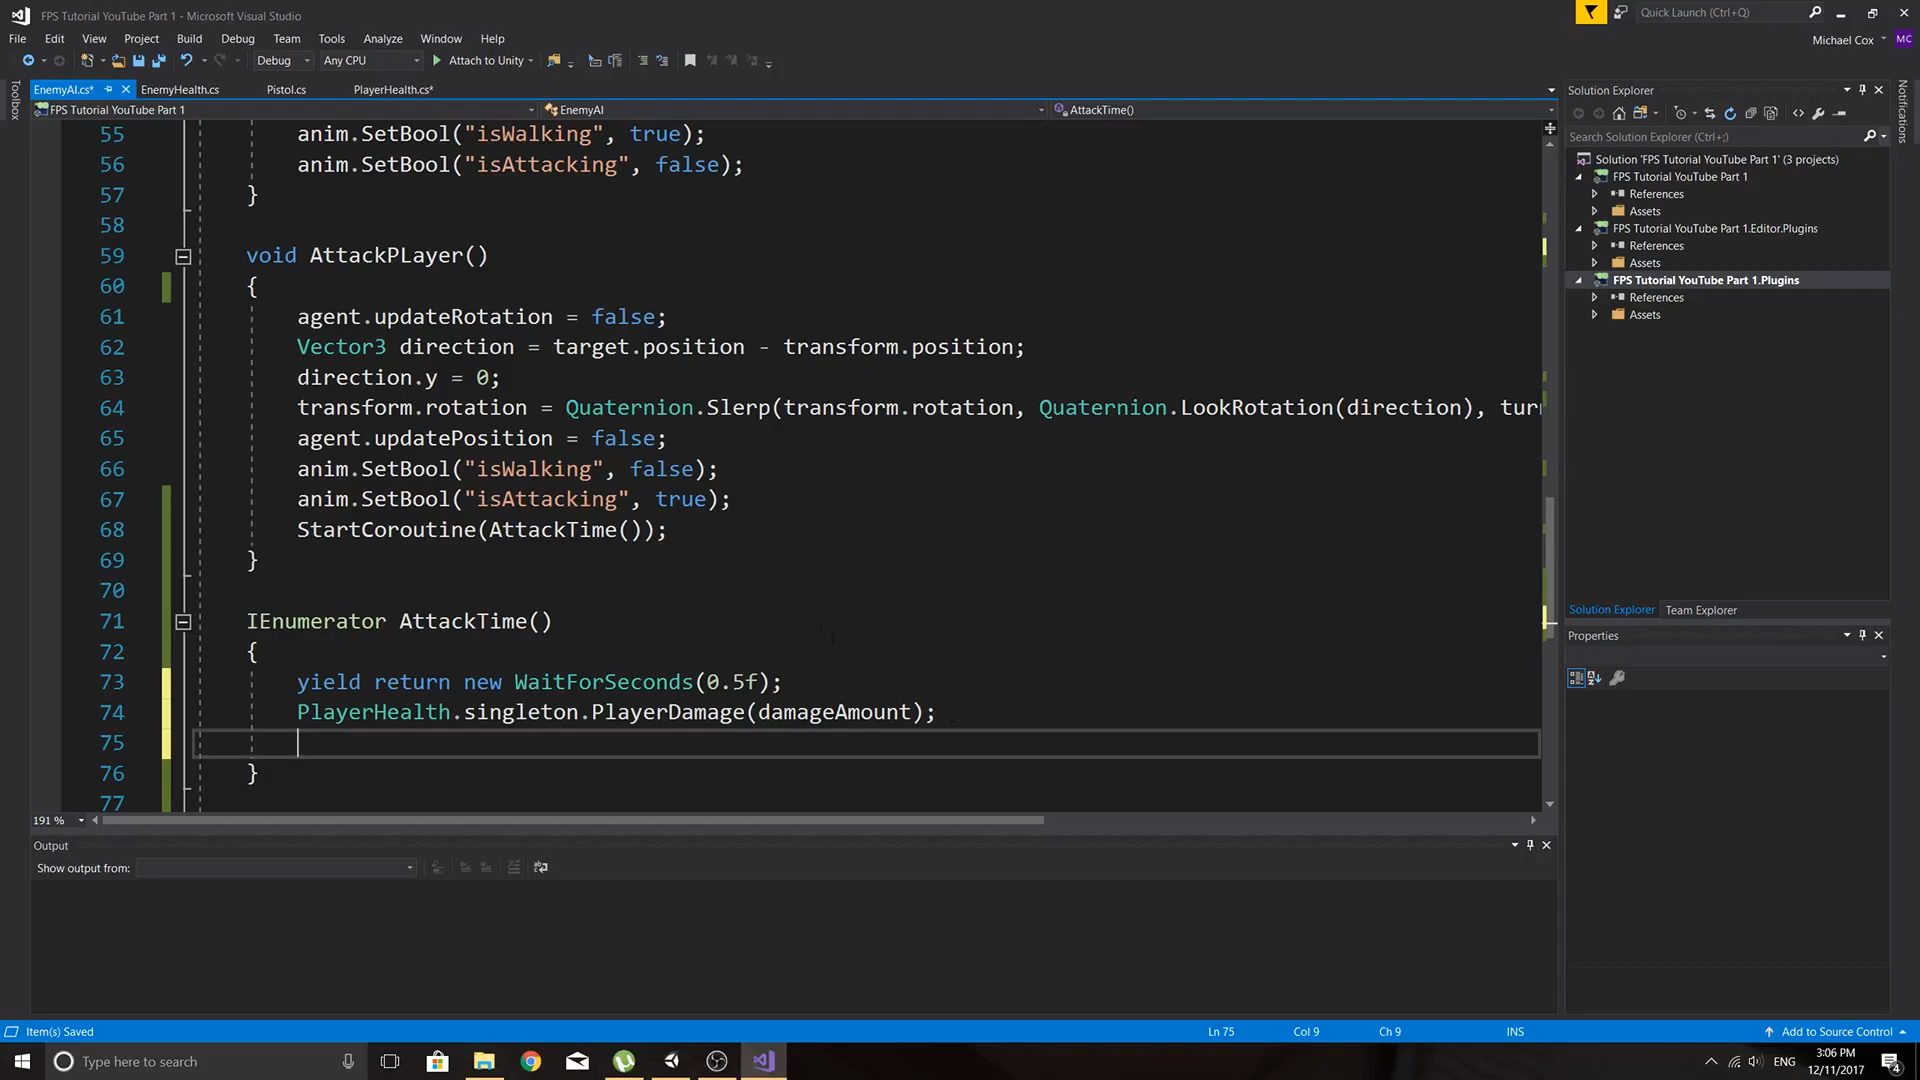 FPS Tutorial YouTube Part 1 - Microsoft Visual Studio
Quick Launch (Ctrl+Q)
File Edit View Project Build Debug Team Tools Analyze Window Help
Michael Cox MC
Debug Any CPU Attach to Unity
EnemyAI.cs* EnemyHealth.cs Pistol.cs PlayerHealth.cs*
FPS Tutorial YouTube Part 1 EnemyAI AttackTime()
Toolbox
55 anim.SetBool("isWalking", true);
56 anim.SetBool("isAttacking", false);
57 }
58
59 void AttackPLayer()
60 {
61 agent.updateRotation = false;
62 Vector3 direction = target.position - transform.position;
63 direction.y = 0;
64 transform.rotation = Quaternion.Slerp(transform.rotation, Quaternion.LookRotation(direction), turn
65 agent.updatePosition = false;
66 anim.SetBool("isWalking", false);
67 anim.SetBool("isAttacking", true);
68 StartCoroutine(AttackTime());
69 }
70
71 IEnumerator AttackTime()
72 {
73 yield return new WaitForSeconds(0.5f);
74 PlayerHealth.singleton.PlayerDamage(damageAmount);
75
76 }
77
191 %
Output
Show output from:
Solution Explorer
Search Solution Explorer (Ctrl+;)
Solution 'FPS Tutorial YouTube Part 1' (3 projects)
FPS Tutorial YouTube Part 1
References
Assets
FPS Tutorial YouTube Part 1.Editor.Plugins
References
Assets
FPS Tutorial YouTube Part 1.Plugins
References
Assets
Solution Explorer Team Explorer
Properties
Notifications
Item(s) Saved Ln 75 Col 9 Ch 9 INS Add to Source Control
Type here to search
ENG
3:06 PM
12/11/2017
4